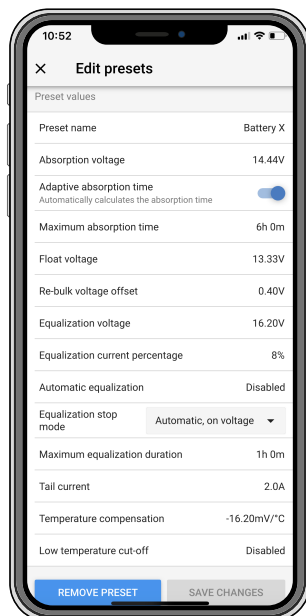 10:52
Edit presets
Preset values
Preset name Battery X
Absorption voltage 14.44V
Adaptive absorption time
Automatically calculates the absorption time
Maximum absorption time 6h 0m
Float voltage 13.33V
Re-bulk voltage offset 0.40V
Equalization voltage 16.20V
Equalization current percentage 8%
Automatic equalization Disabled
Equalization stop
mode Automatic, on voltage
Maximum equalization duration 1h 0m
Tail current 2.0A
Temperature compensation -16.20mV/°C
Low temperature cut-off Disabled
REMOVE PRESET SAVE CHANGES